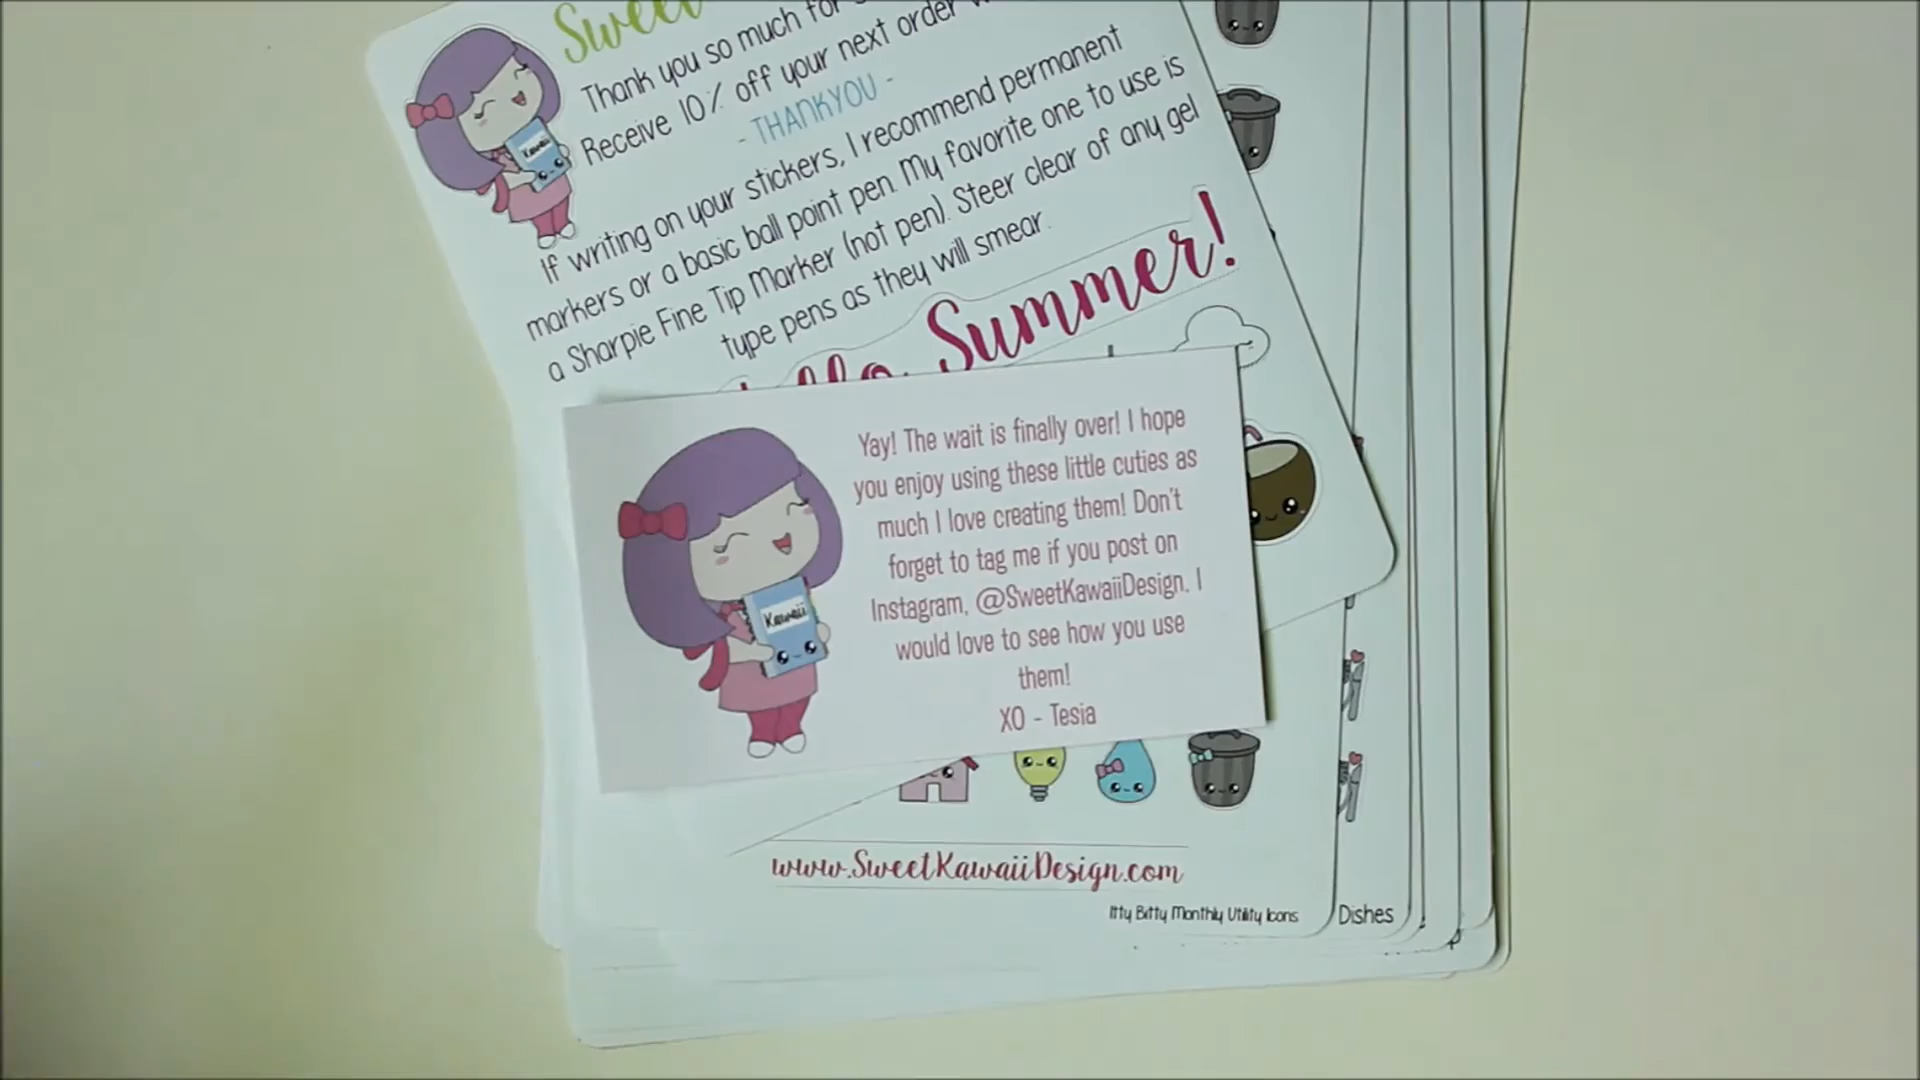 Sweet
Thank you so much for
Receive 10% off your next order
- THANKYOU -
If writing on your stickers, I recommend permanent
markers or a basic ball point pen. My favorite one to use is
a Sharpie Fine Tip Marker (not pen). Steer clear of any gel
type pens as they will smear.
Summer!
Kawaii
Yay! The wait is finally over! I hope
you enjoy using these little cuties as
much I love creating them! Don't
forget to tag me if you post on
Instagram, @SweetKawaiiDesign. I
would love to see how you use
them!
XO - Tesia
Kawaii
www.SweetKawaiiDesign.com
Itty Bitty Monthly Utility Icons
Dishes